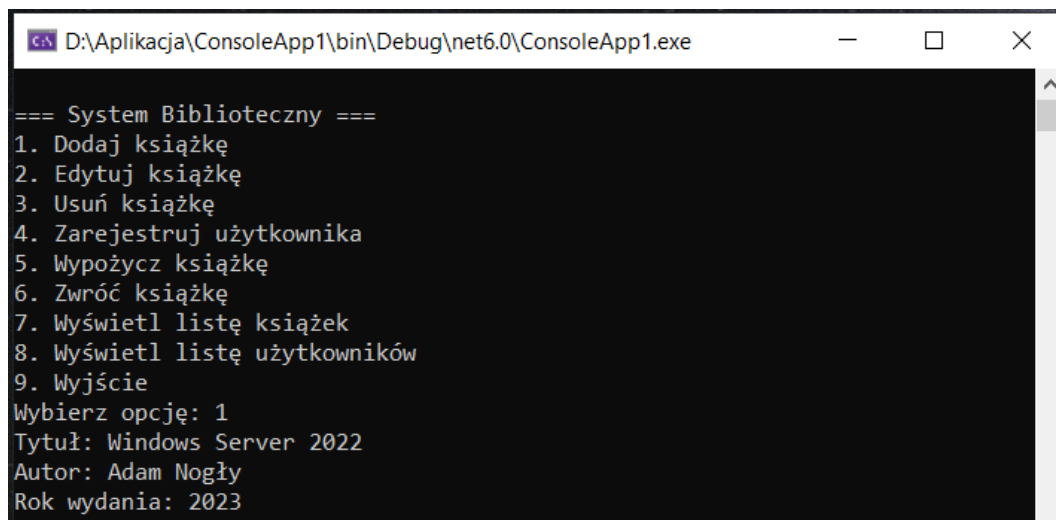 D:\Aplikacja\ConsoleApp1\bin\Debug\net6.0\ConsoleApp1.exe
=== System Biblioteczny ===
1. Dodaj książkę
2. Edytuj książkę
3. Usuń książkę
4. Zarejestruj użytkownika
5. Wypożycz książkę
6. Zwróć książkę
7. Wyświetl listę książek
8. Wyświetl listę użytkowników
9. Wyjście
Wybierz opcję: 1
Tytuł: Windows Server 2022
Autor: Adam Nogły
Rok wydania: 2023